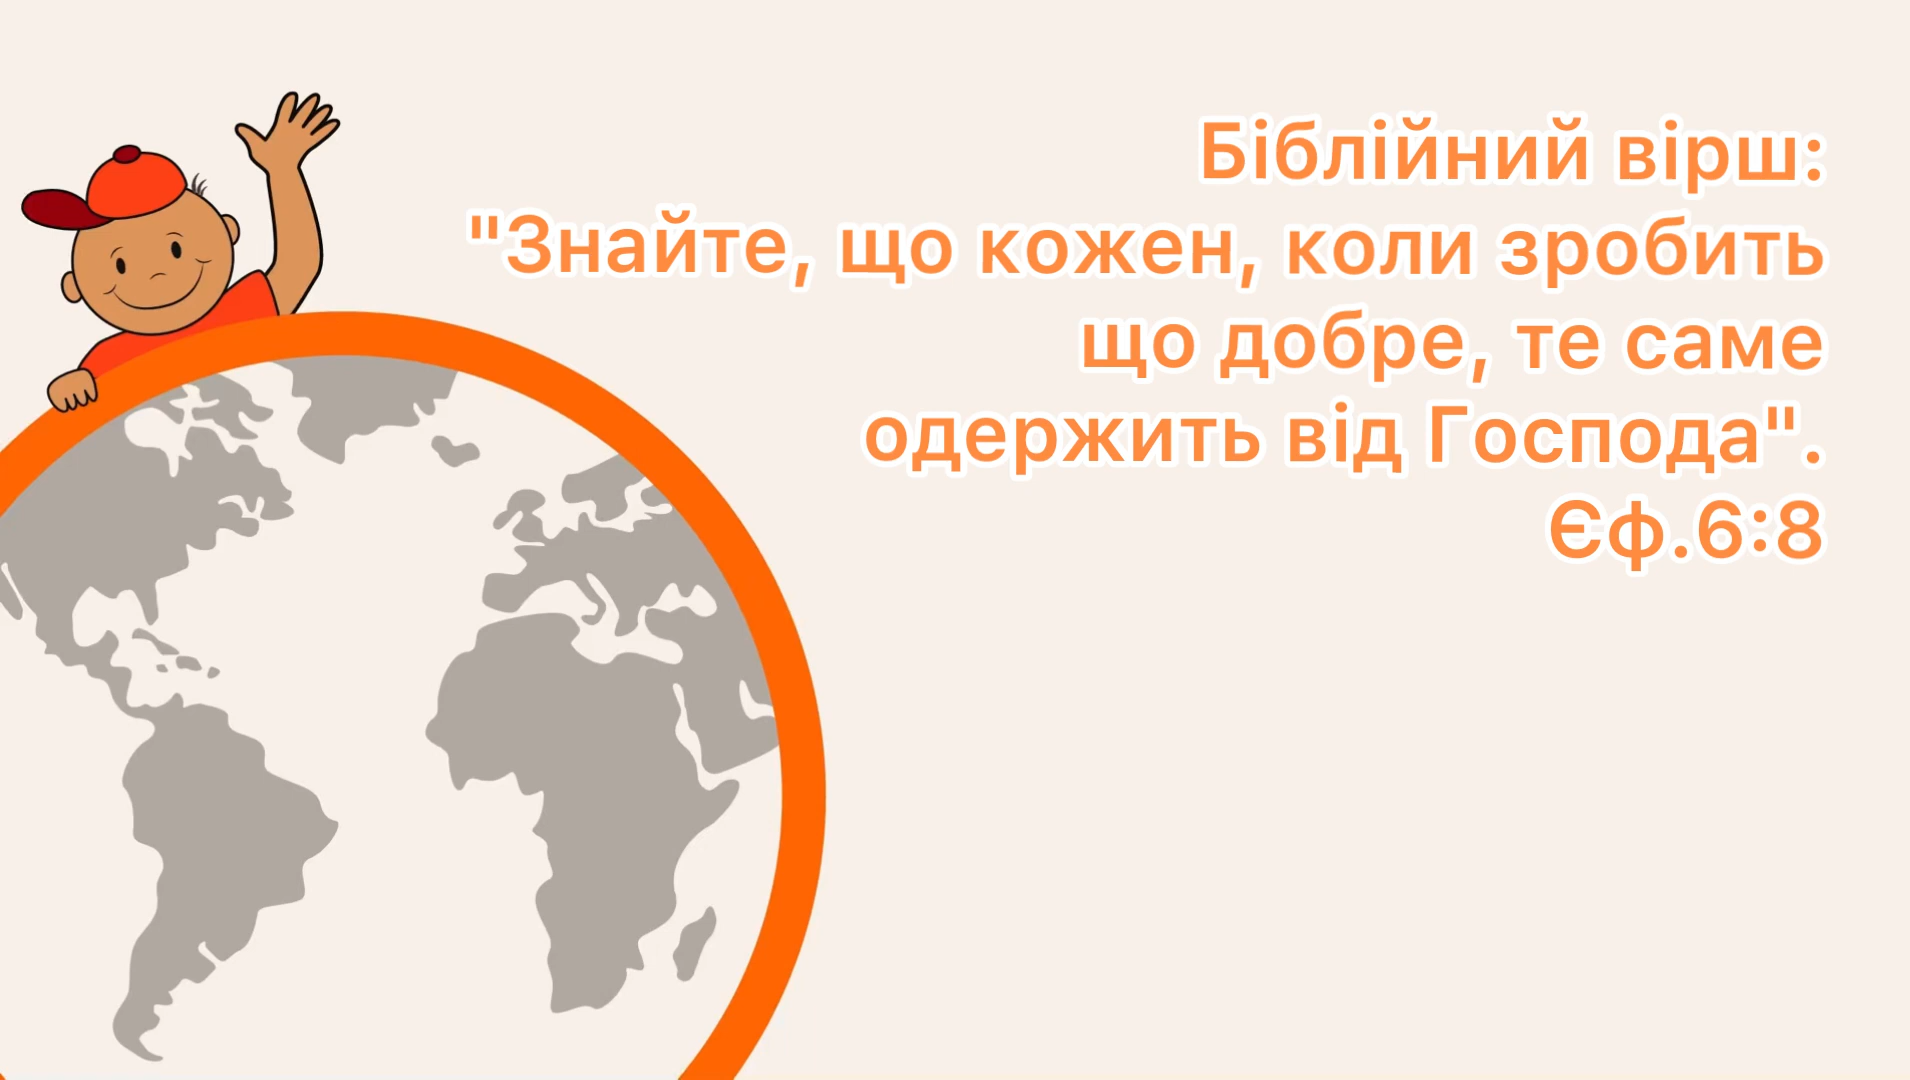 Біблійний вірш:
"Знайте, що кожен, коли зробить
що добре, те саме
одержить від Господа".
Єф.6:8